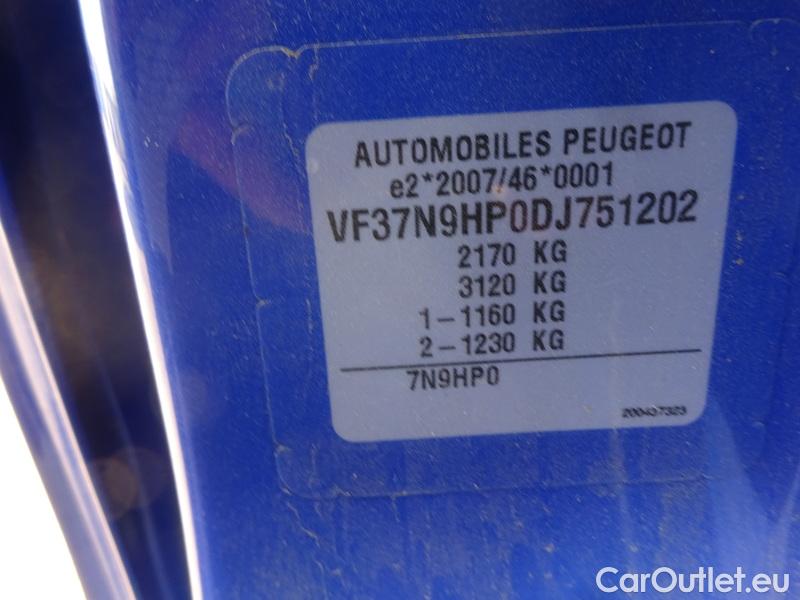 AUTOMOBILES PEUGEOT
e2*2007/46*0001
VF37N9HP0DJ751202
2170 KG
3120 KG
1-1160 KG
2-1230 KG
7N9HP0
200437323
CarOutlet.eu